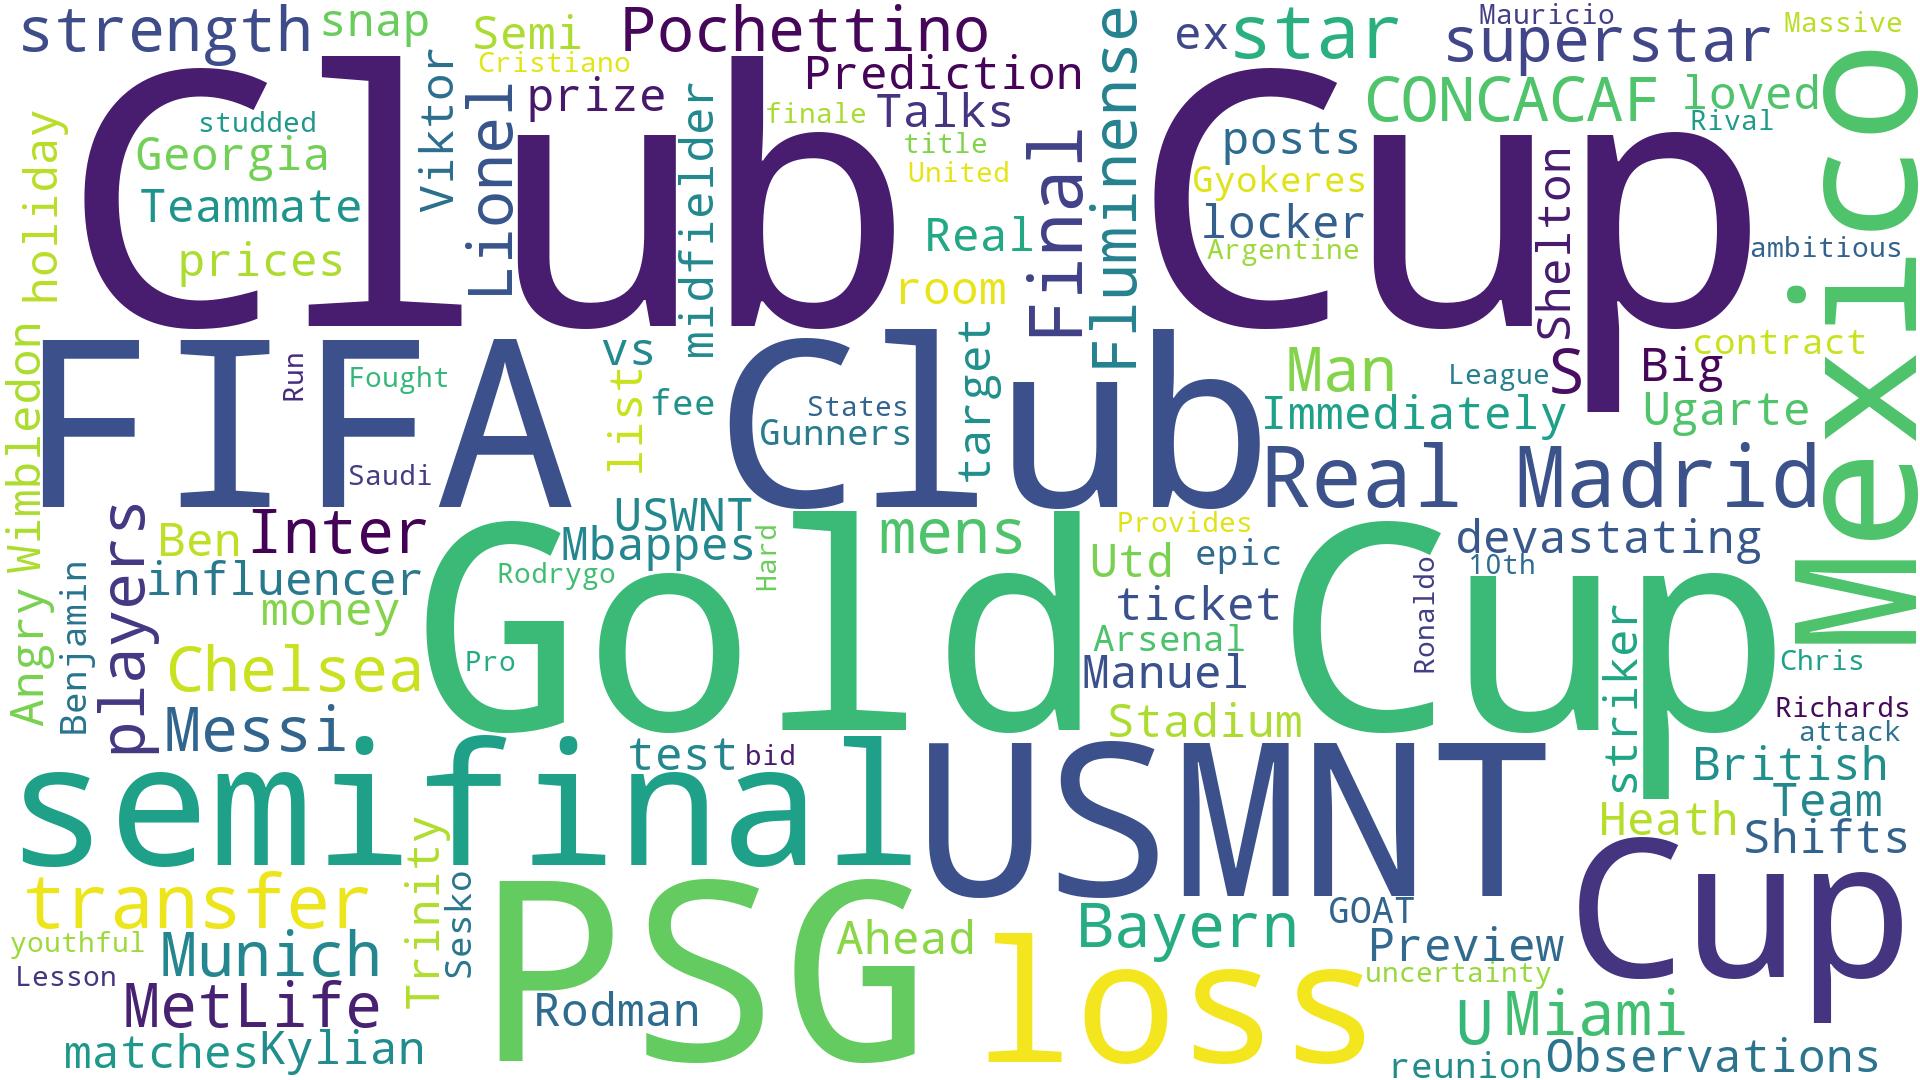 strength
snap
Semi
Cristiano
Pochettino
ex
star
Mauricio
superstar
Massive
Prediction
prize
Club Cup
studded
Georgia
Teammate
prices
Viktor
Lionel
midfielder
finale
Talks
title
United
Real
room
Final
Fluminense
CONCACAF
loved
Rival
posts
Gyokeres
locker
Argentine
Shelton
ambitious
Mexico
holiday
Wimbledon
FIFA Club
Run
Fought
Saudi
vs
list
fee
States
Gunners
target
Man
Immediately
League
S
Big
contract
Ugarte
Real Madrid
Angry
Benjamin
players
Ben
Inter
influencer
money
Chelsea
Messi
USWNT
Mbappes
Rodrygo
Hard
Pro
mens
Gold Cup
Provides
Utd
epic
ticket
Arsenal
Manuel
Stadium
devastating
10th
Ronaldo
striker
Chris
Richards
attack
British
Team
Heath
Shifts
semifinal
test
bid
USMNT
Cup
transfer
youthful
Lesson
Munich
MetLife
matches
Kylian
Trinity
Sesko
PSG
Rodman
Ahead
loss
Bayern
GOAT
Preview
uncertainty
U
Miami
reunion
Observations